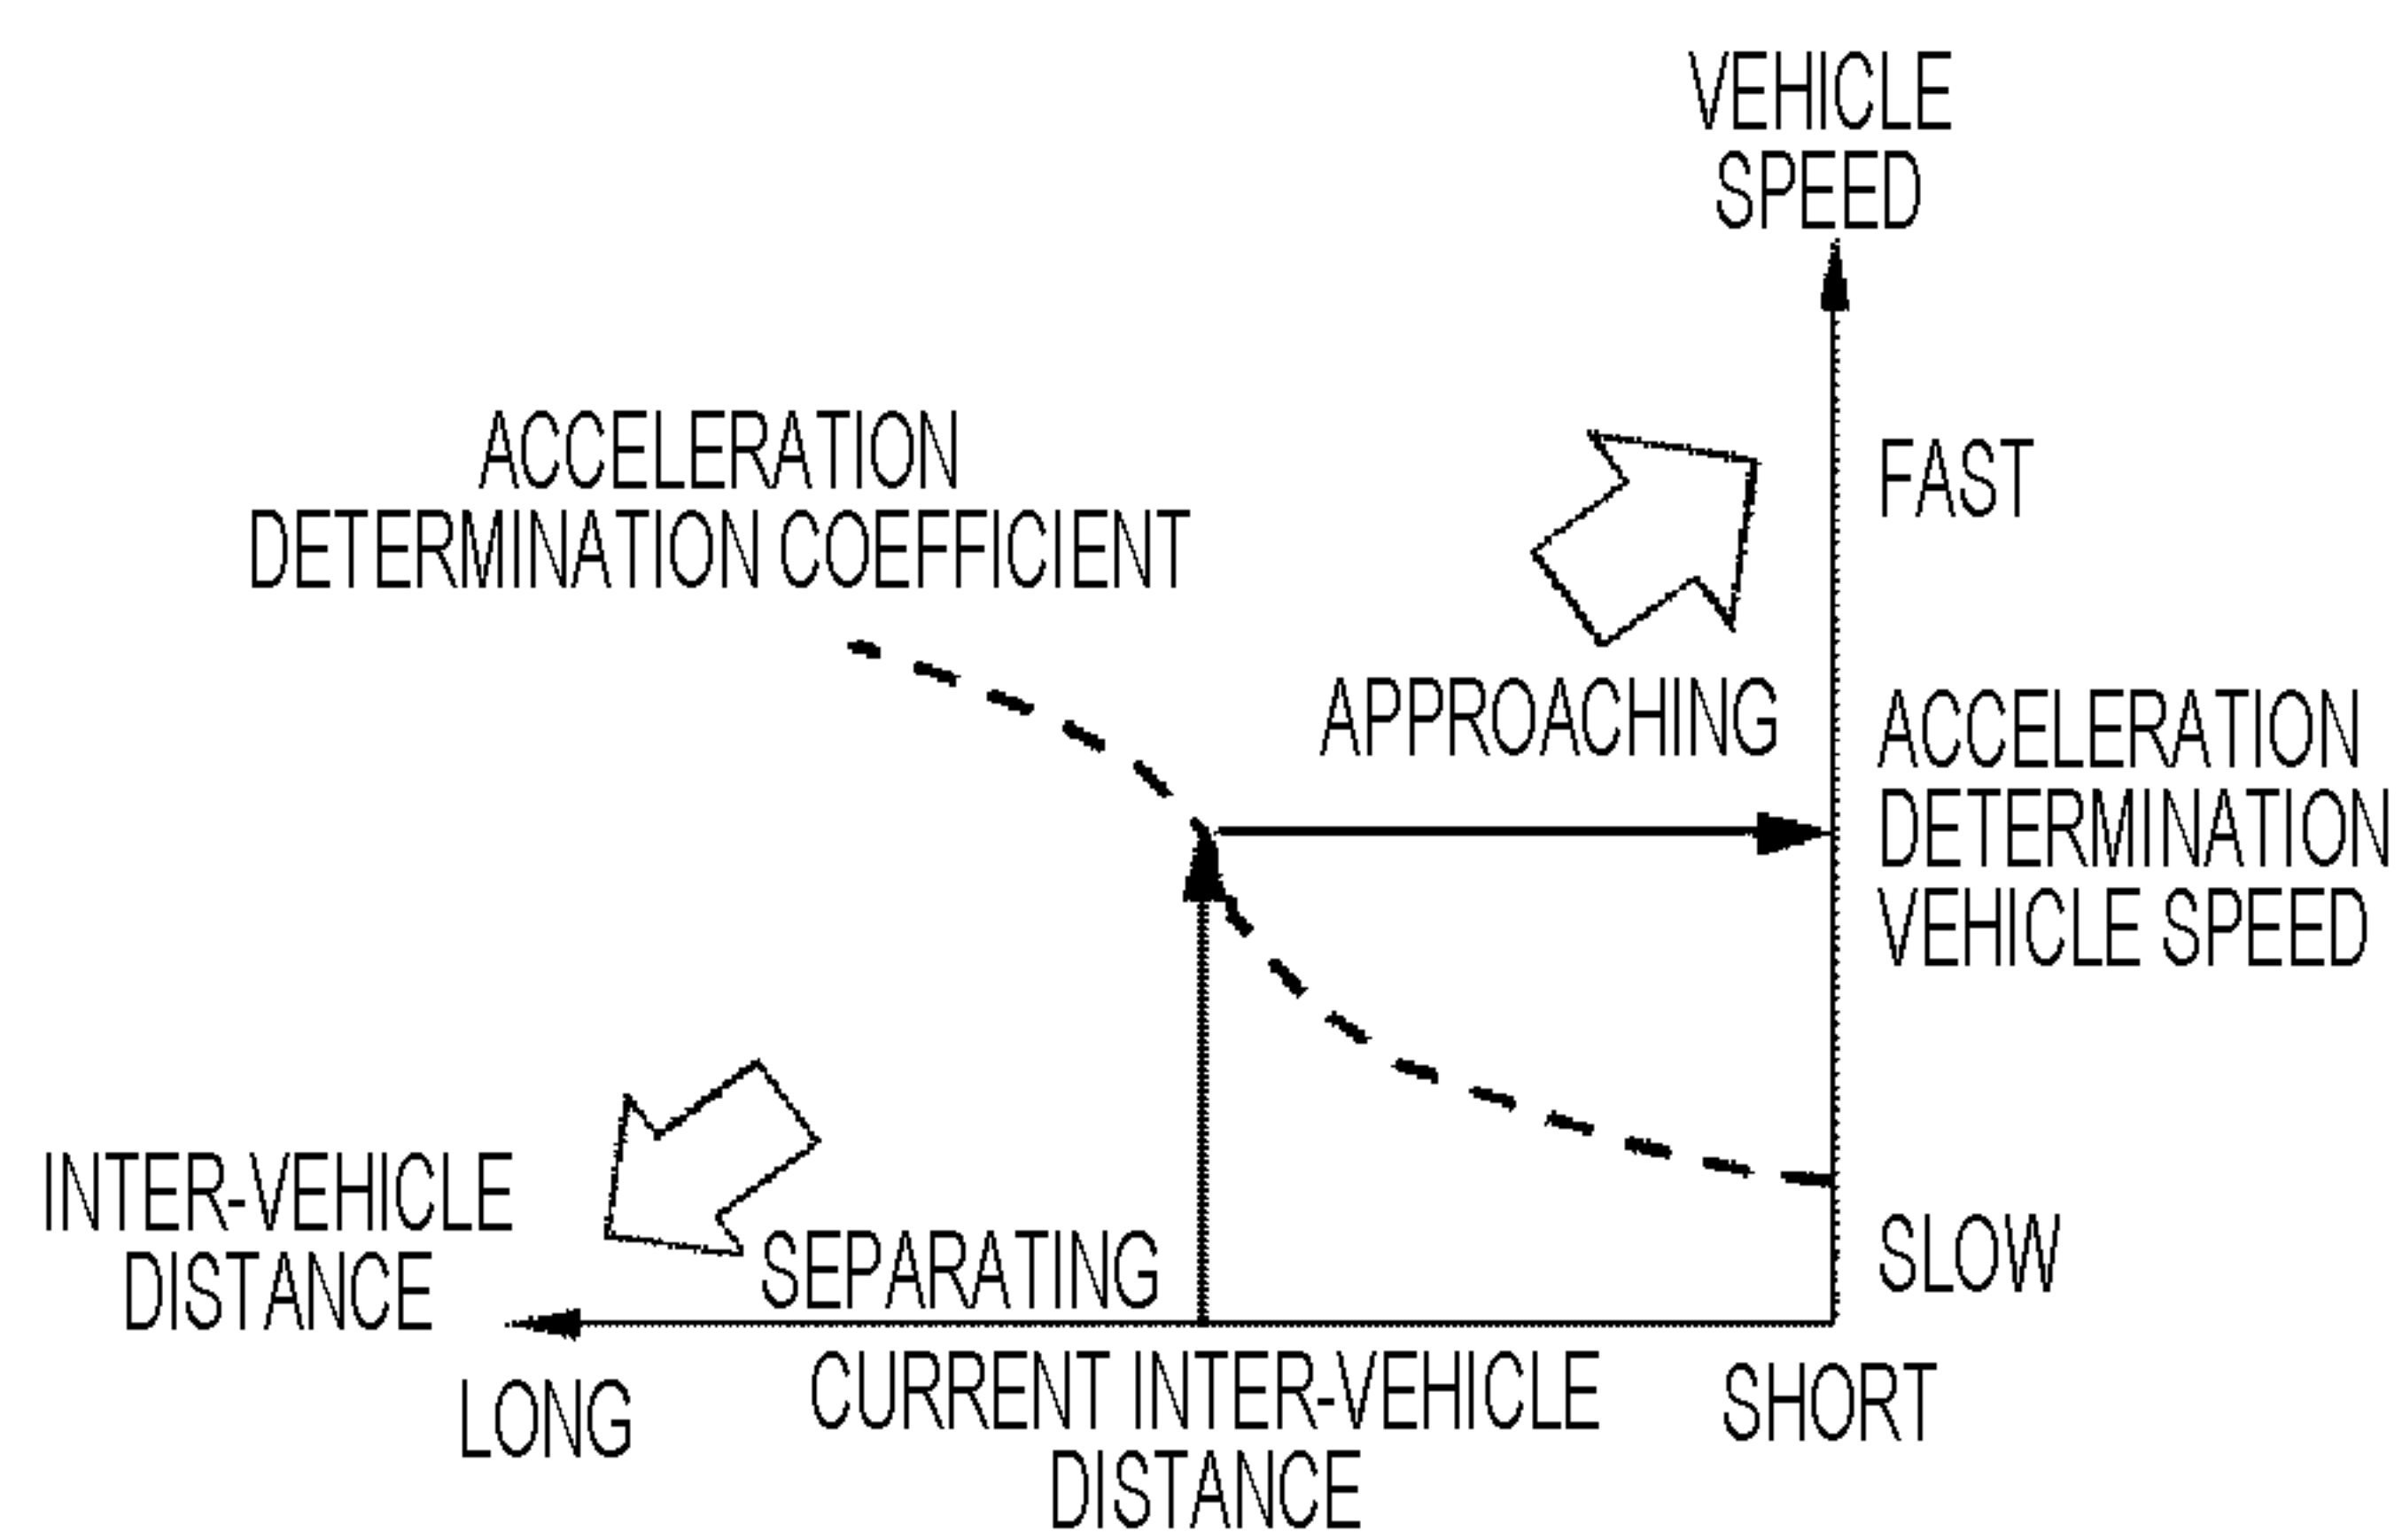 VEHICLE
SPEED
ACCELERATION
DETERMINATION COEFFICIENT
FAST
APPROACHING
ACCELERATION
DETERMINATION
VEHICLE SPEED
INTER-VEHICLE
DISTANCE
SEPARATING
SLOW
LONG
CURRENT INTER-VEHICLE
DISTANCE
SHORT